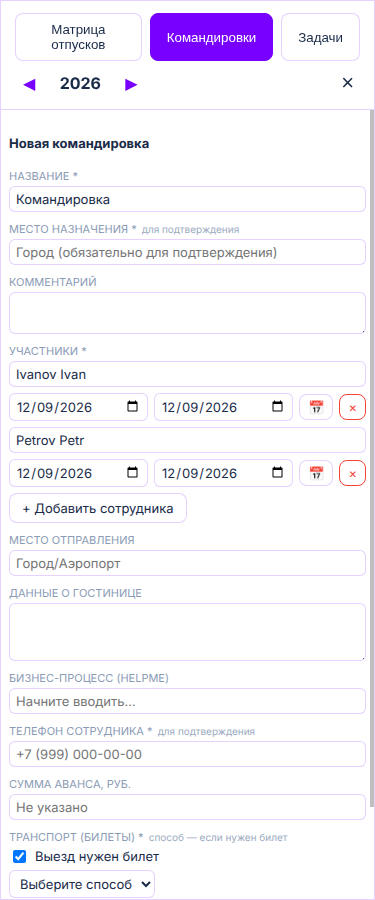 Матрица
отпусков
Командировки
Задачи
◀ 2026 ▶ ×
Новая командировка
НАЗВАНИЕ *
Командировка
МЕСТО НАЗНАЧЕНИЯ * для подтверждения
Город (обязательно для подтверждения)
КОММЕНТАРИЙ
УЧАСТНИКИ *
Ivanov Ivan
12/09/2026 12/09/2026 ×
Petrov Petr
12/09/2026 12/09/2026 ×
+ Добавить сотрудника
МЕСТО ОТПРАВЛЕНИЯ
Город/Аэропорт
ДАННЫЕ О ГОСТИНИЦЕ
БИЗНЕС-ПРОЦЕСС (HELPME)
Начните вводить...
ТЕЛЕФОН СОТРУДНИКА * для подтверждения
+7 (999) 000-00-00
СУММА АВАНСА, РУБ.
Не указано
ТРАНСПОРТ (БИЛЕТЫ) * способ — если нужен билет
Выезд нужен билет
Выберите способ